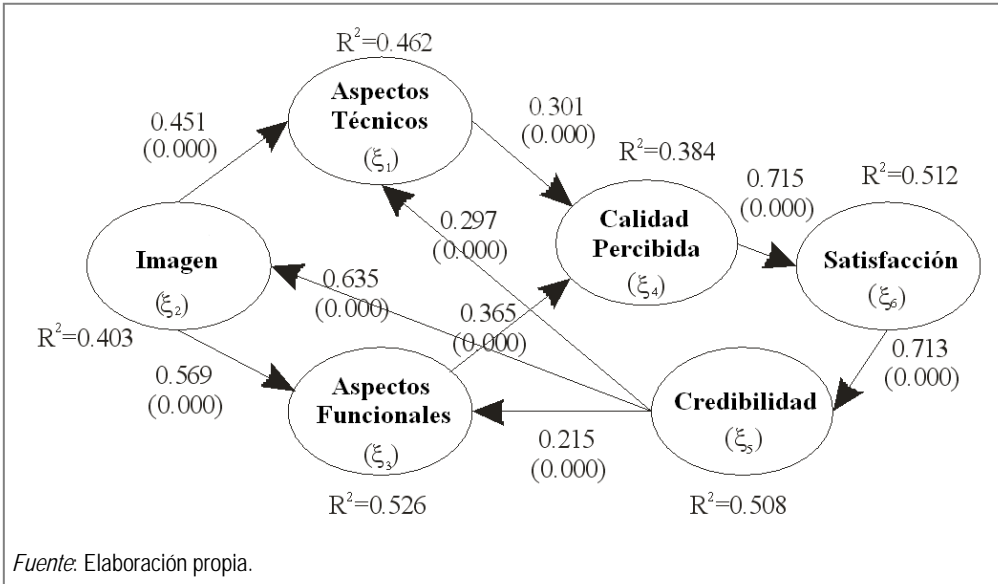 R²=0.462
Aspectos
Técnicos
(ξ₁)
0.451
(0.000)
0.301
(0.000)
R²=0.384
Calidad
Percibida
(ξ₄)
0.715
(0.000)
R²=0.512
Satisfacción
(ξ₆)
0.297
(0.000)
Imagen
(ξ₂)
R²=0.403
0.635
(0.000)
0.365
(0.000)
0.569
(0.000)
Aspectos
Funcionales
(ξ₃)
R²=0.526
0.215
(0.000)
Credibilidad
(ξ₅)
R²=0.508
0.713
(0.000)
Fuente: Elaboración propia.